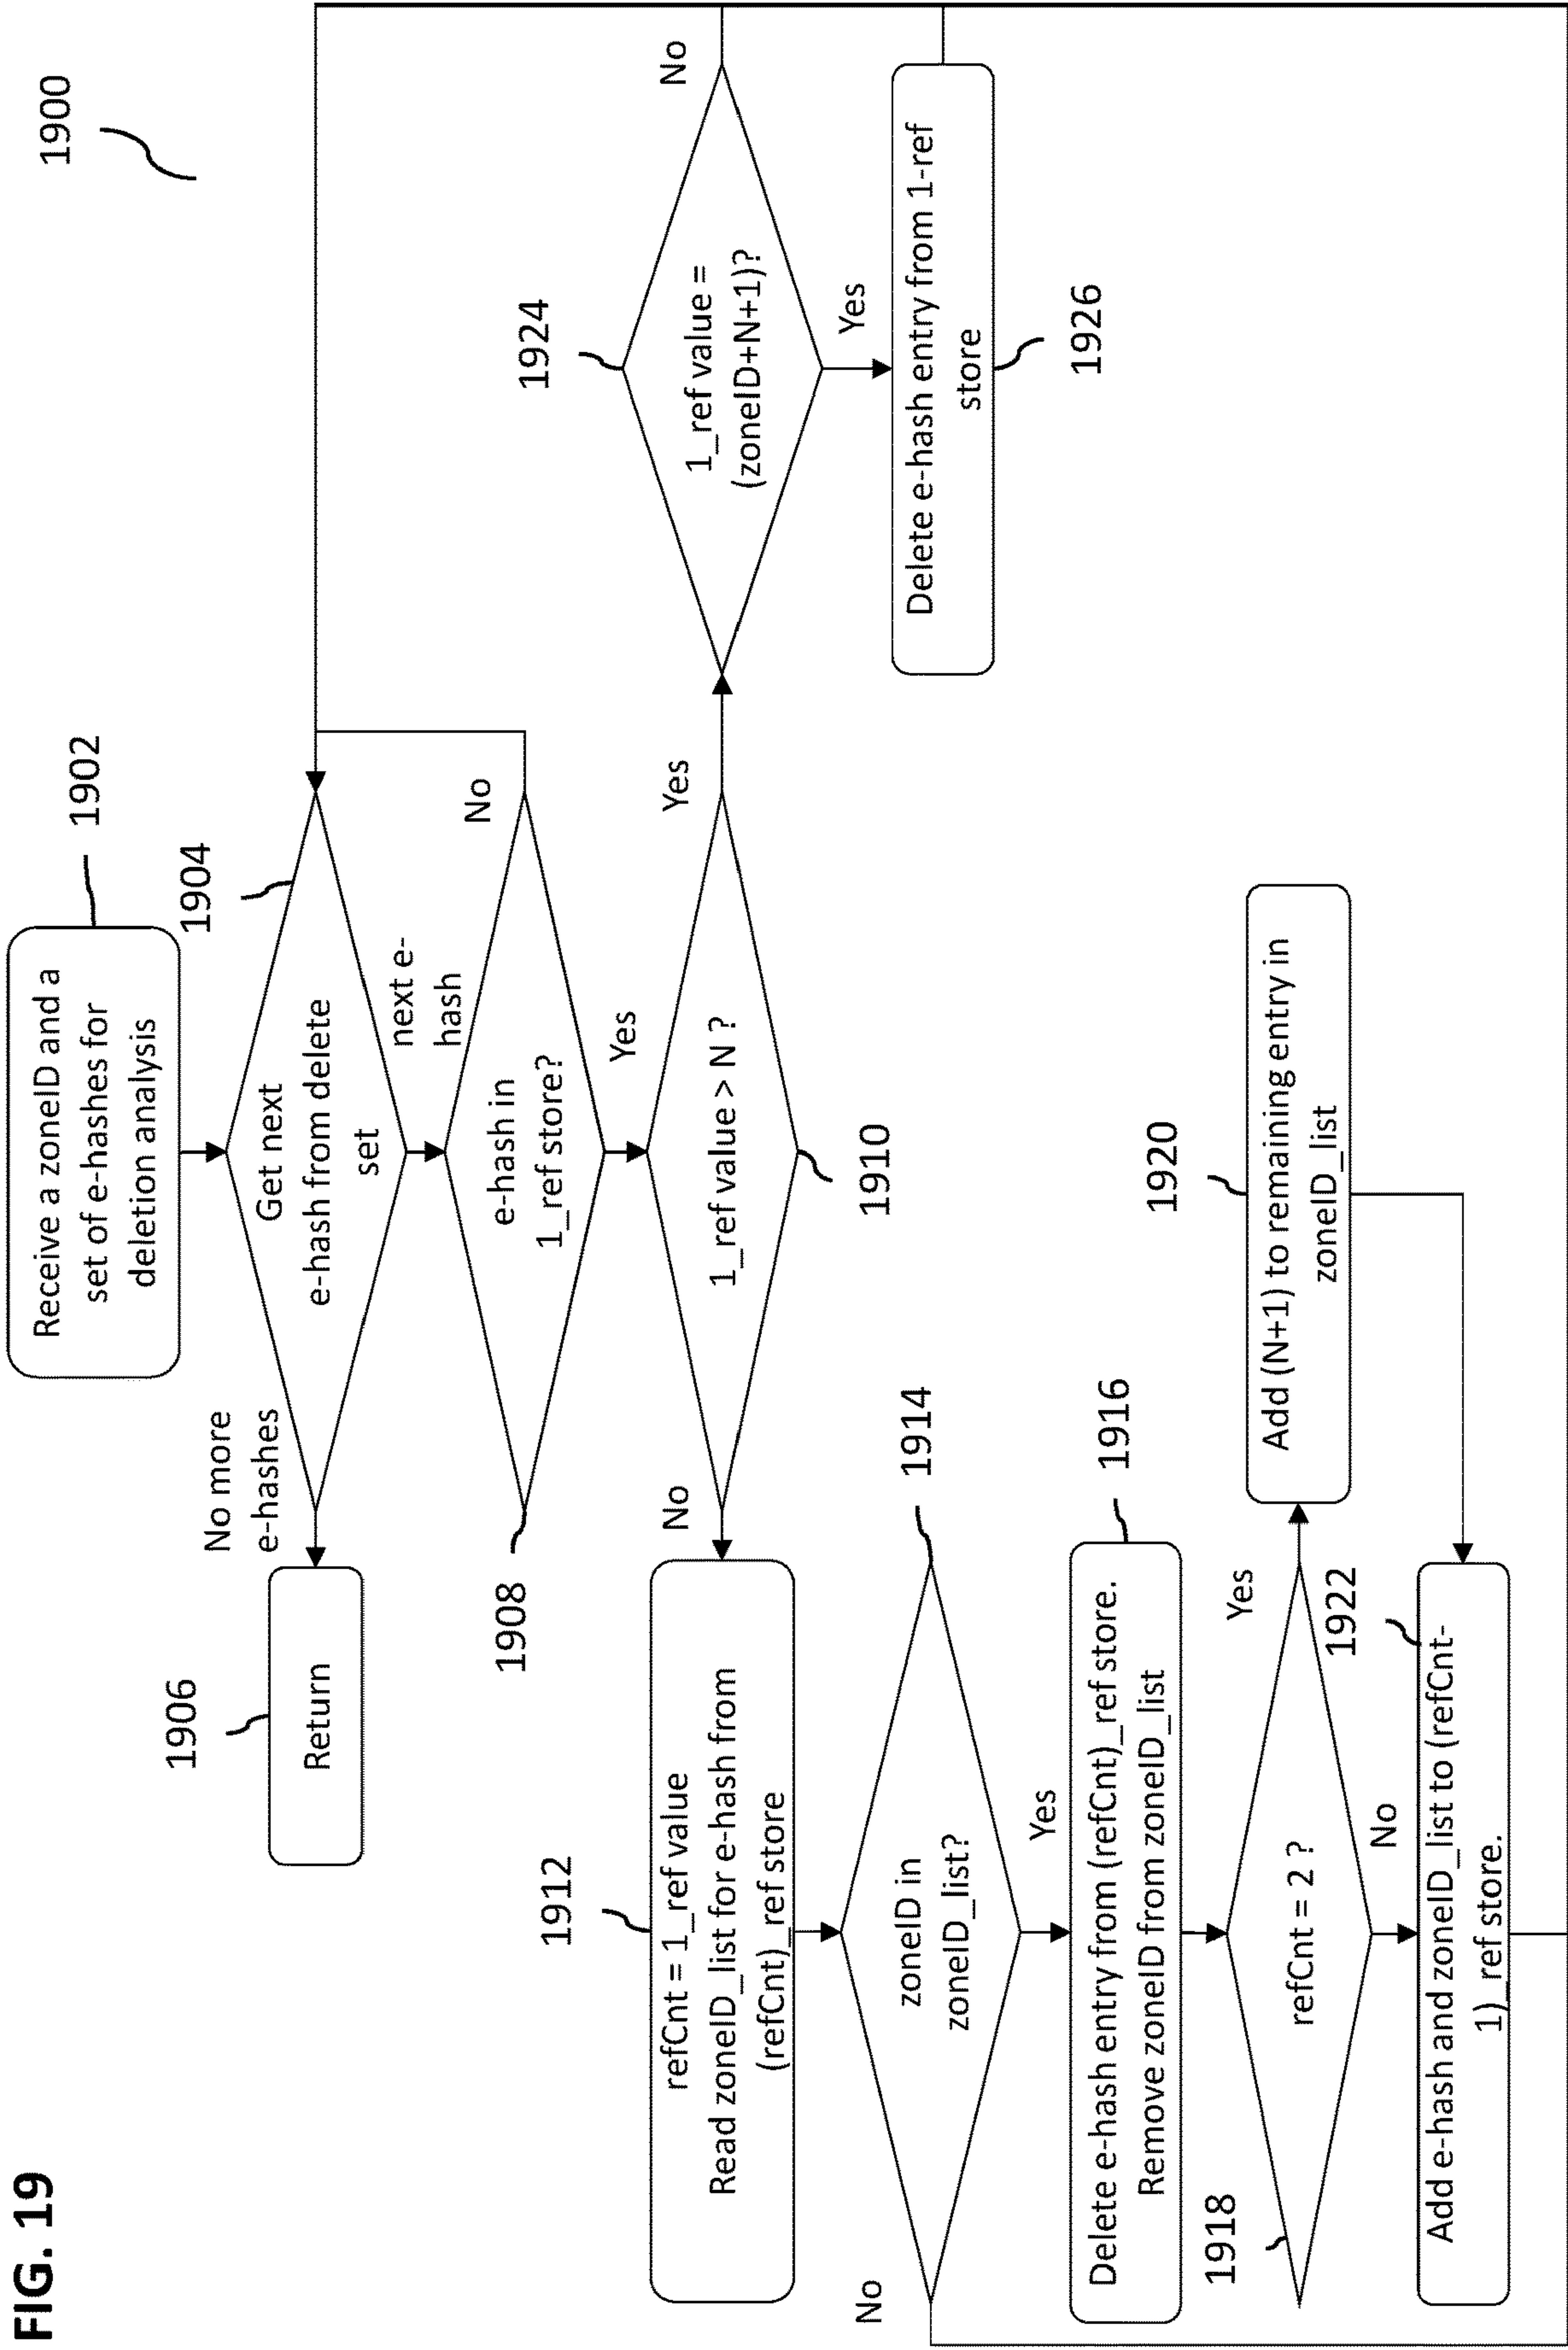 FIG. 19
1900
Receive a zoneID and a
set of e-hashes for
deletion analysis
1902
1904
Get next
e-hash from delete
set
No more
e-hashes
Return
1906
next e-
hash
e-hash in
1_ref store?
1908
No
Yes
1_ref value > N ?
1910
No
Yes
refCnt = 1_ref value
Read zoneID_list for e-hash from
(refCnt)_ref store
1912
zoneID in
zoneID_list?
1914
No
Yes
Delete e-hash entry from (refCnt)_ref store.
Remove zoneID from zoneID_list
1916
refCnt = 2 ?
1918
Yes
No
Add (N+1) to remaining entry in
zoneID_list
1920
Add e-hash and zoneID_list to (refCnt-
1)_ref store.
1922
1_ref value =
(zoneID+N+1)?
1924
No
Yes
Delete e-hash entry from 1-ref
store
1926